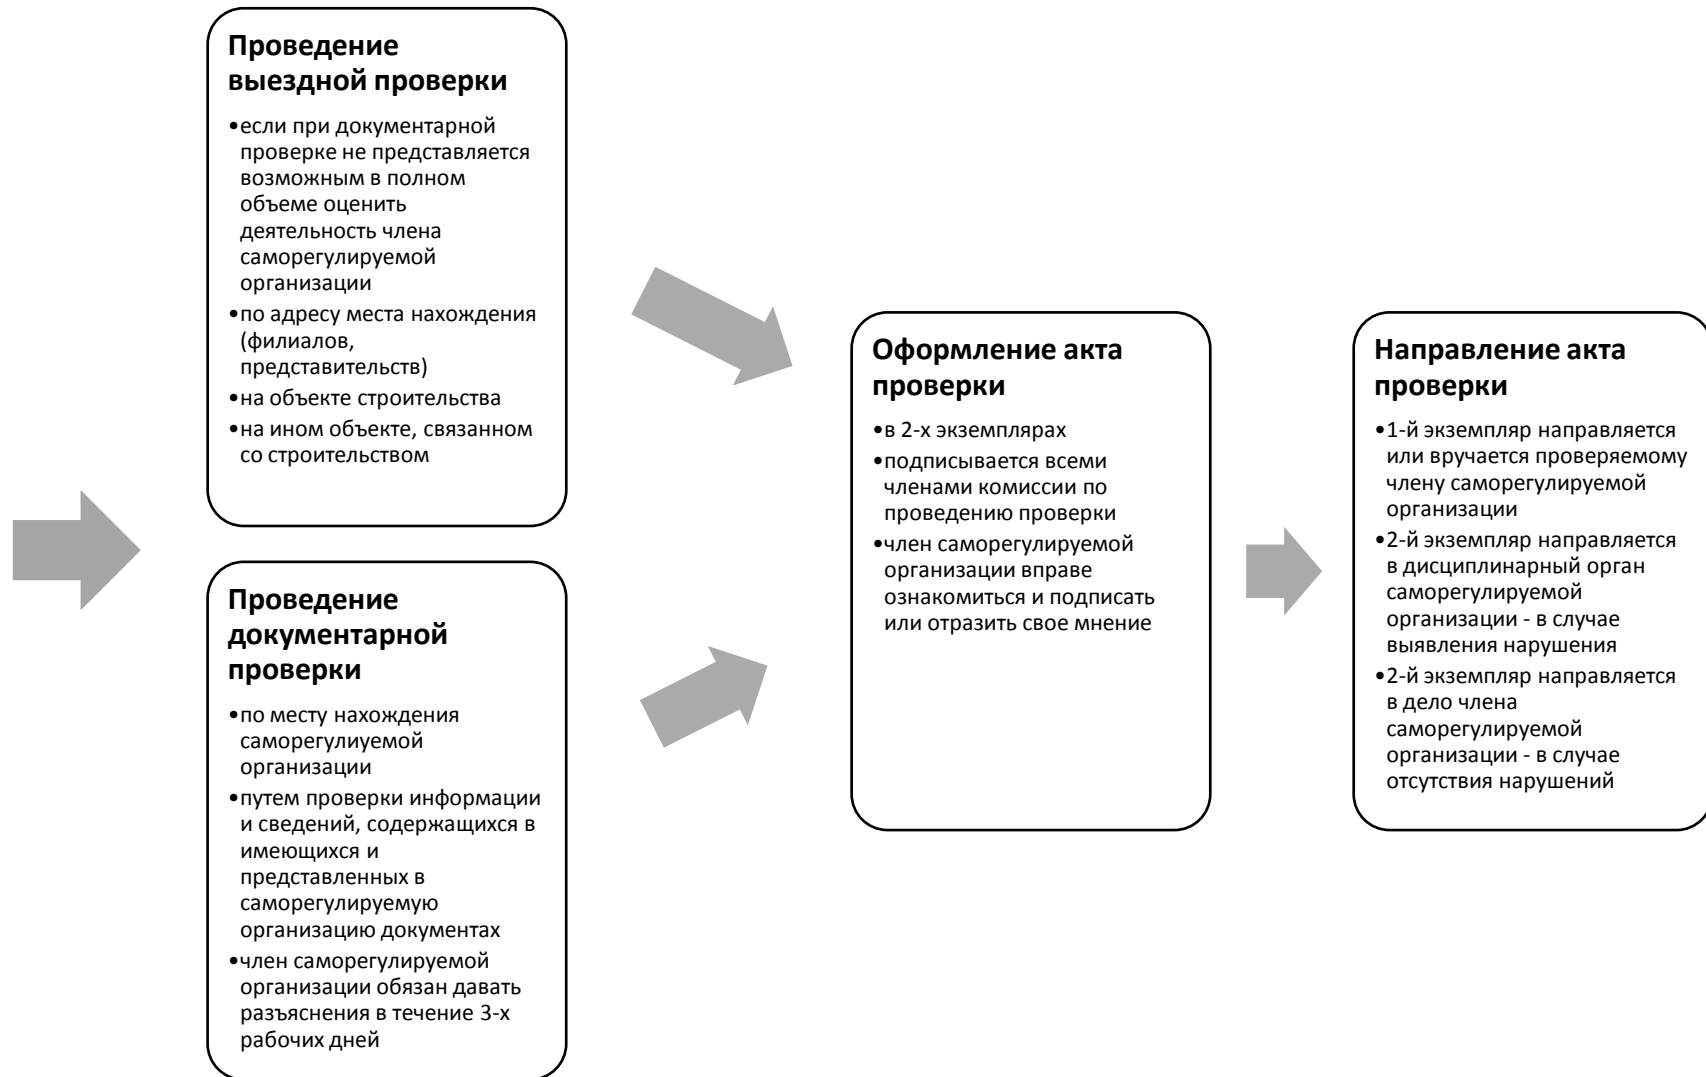 Проведение
выездной проверки
•если при документарной
проверке не представляется
возможным в полном
объеме оценить
деятельность члена
саморегулируемой
организации
•по адресу места нахождения
(филиалов,
представительств)
•на объекте строительства
•на ином объекте, связанном
со строительством
Проведение
документарной
проверки
•по месту нахождения
саморегулиуемой
организации
•путем проверки информации
и сведений, содержащихся в
имеющихся и
представленных в
саморегулируемую
организацию документах
•член саморегулируемой
организации обязан давать
разъяснения в течение 3-х
рабочих дней
Оформление акта
проверки
•в 2-х экземплярах
•подписывается всеми
членами комиссии по
проведению проверки
•член саморегулируемой
организации вправе
ознакомиться и подписать
или отразить свое мнение
Направление акта
проверки
•1-й экземпляр направляется
или вручается проверяемому
члену саморегулируемой
организации
•2-й экземпляр направляется
в дисциплинарный орган
саморегулируемой
организации - в случае
выявления нарушения
•2-й экземпляр направляется
в дело члена
саморегулируемой
организации - в случае
отсутствия нарушений